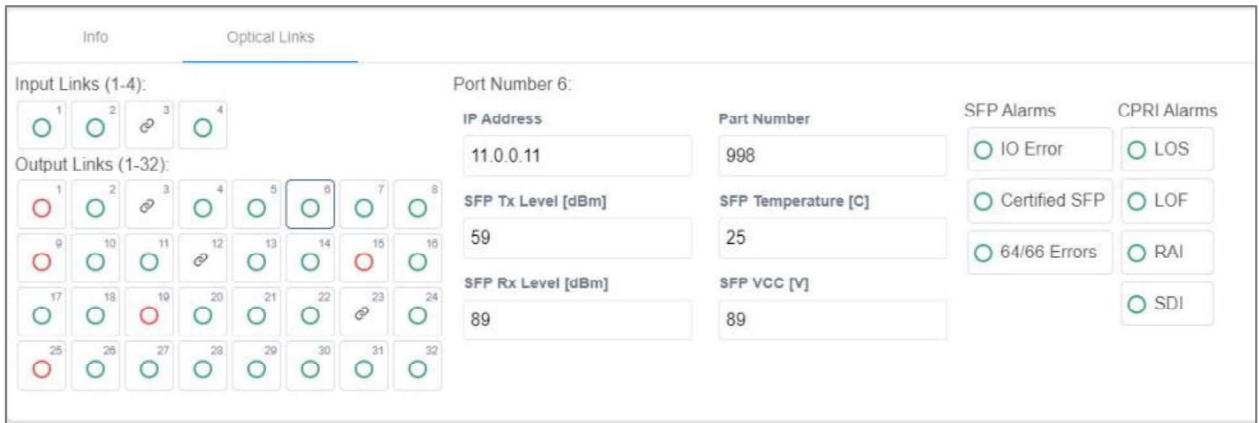 Info Optical Links
Input Links (1-4):
1 2 3 4
Output Links (1-32):
1 2 3 4 5 6 7 8
9 10 11 12 13 14 15 16
17 18 19 20 21 22 23 24
25 26 27 28 29 30 31 32
Port Number 6:
IP Address
11.0.0.11
Part Number
998
SFP Tx Level [dBm]
59
SFP Temperature [C]
25
SFP Rx Level [dBm]
89
SFP VCC [V]
89
SFP Alarms
IO Error
Certified SFP
64/66 Errors
CPRI Alarms
LOS
LOF
RAI
SDI